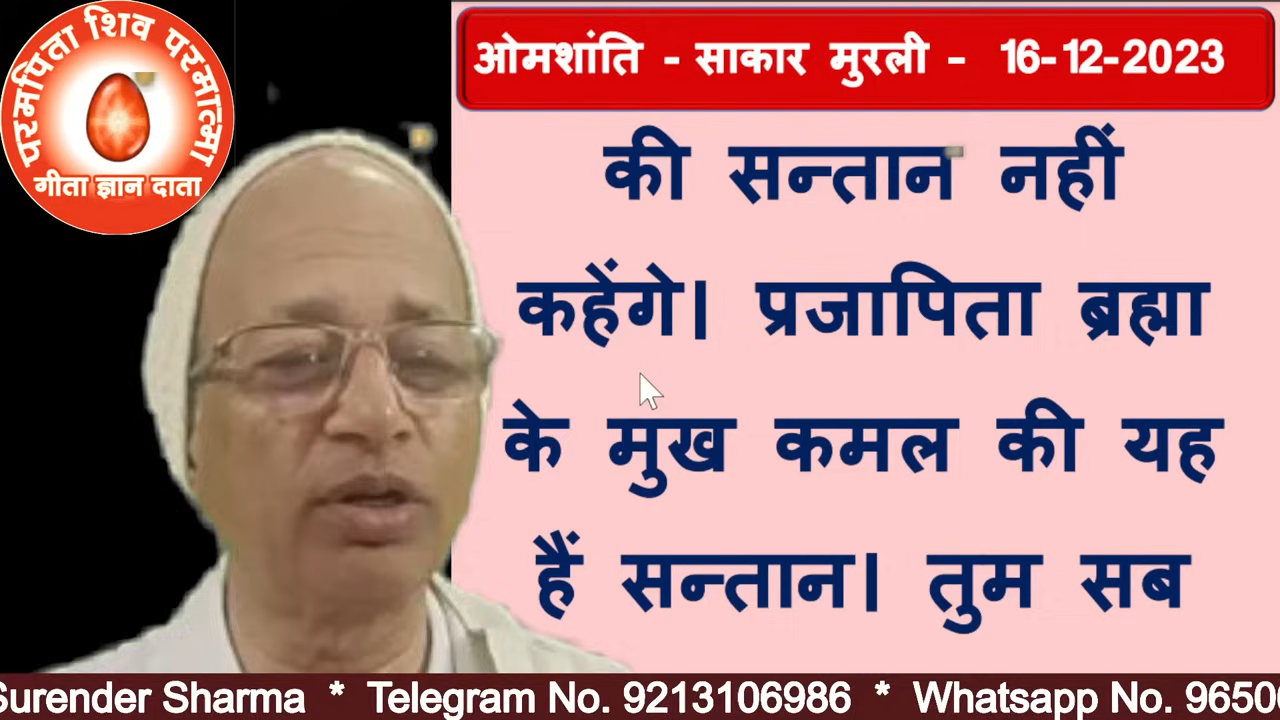 परमपिता शिव परमात्मा
गीता ज्ञान दाता
ओमशांति - साकार मुरली - 16-12-2023
की सन्तान नहीं
कहेंगे। प्रजापिता ब्रह्मा
के मुख कमल की यह
हैं सन्तान। तुम सब
Surender Sharma * Telegram No. 9213106986 * Whatsapp No. 9650